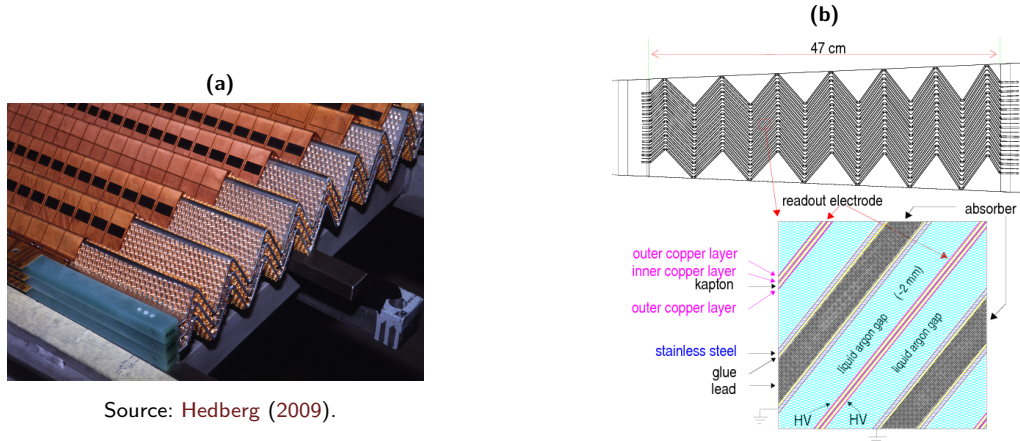 (a)
Source: Hedberg (2009).
(b)
47 cm
readout electrode
absorber
outer copper layer
inner copper layer
kapton
outer copper layer
stainless steel
glue
lead
(~2 mm)
liquid argon gap
liquid argon gap
HV
HV